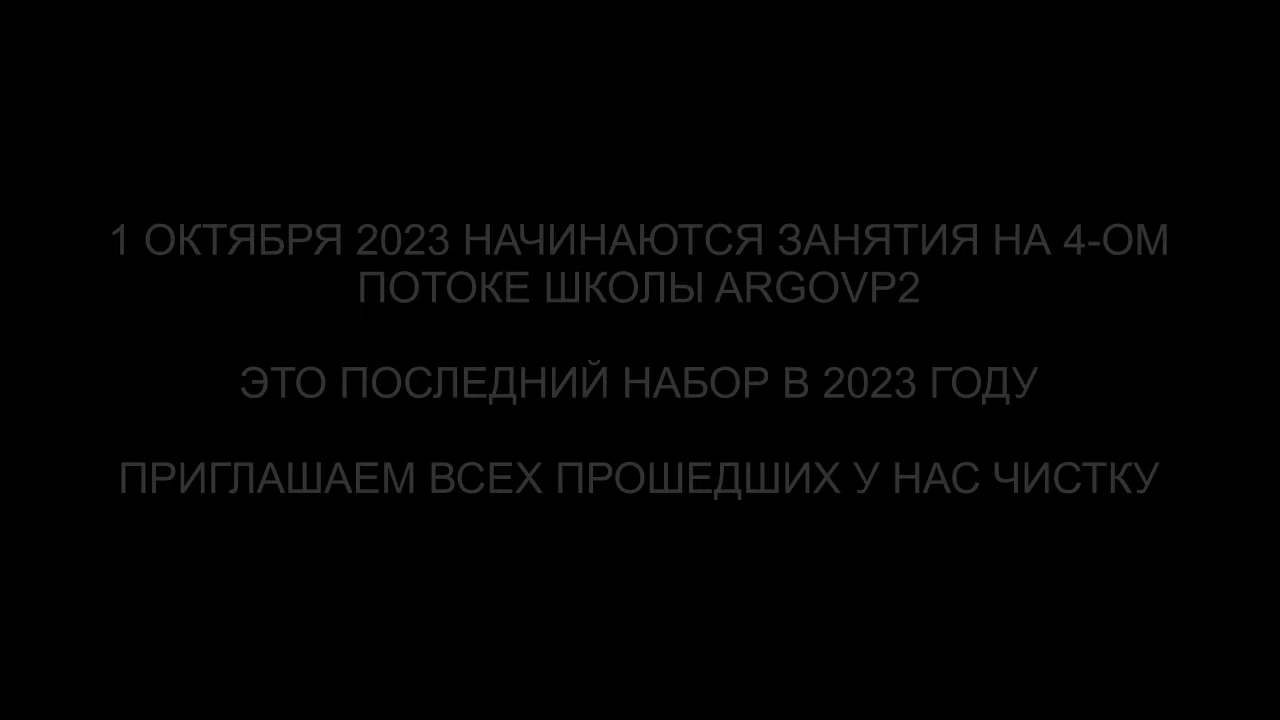 1 ОКТЯБРЯ 2023 НАЧИНАЮТСЯ ЗАНЯТИЯ НА 4-ОМ
ПОТОКЕ ШКОЛЫ ARGOVP2
ЭТО ПОСЛЕДНИЙ НАБОР В 2023 ГОДУ
ПРИГЛАШАЕМ ВСЕХ ПРОШЕДШИХ У НАС ЧИСТКУ